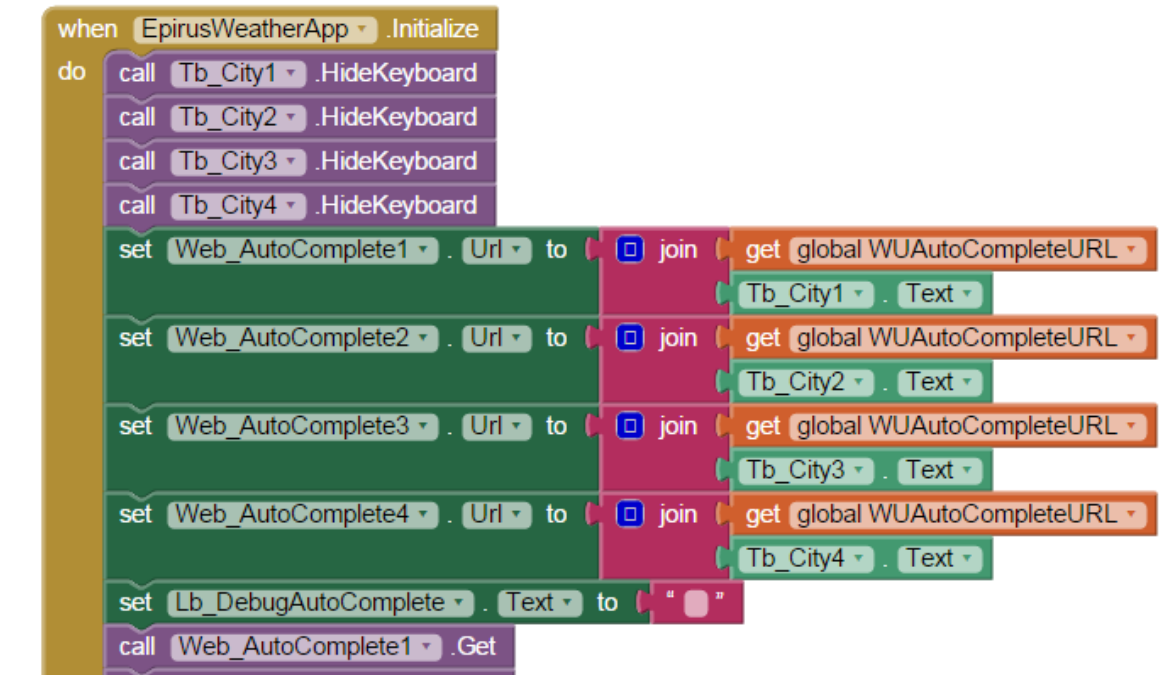 when EpirusWeatherApp .Initialize
do call Tb_City1 .HideKeyboard
call Tb_City2 .HideKeyboard
call Tb_City3 .HideKeyboard
call Tb_City4 .HideKeyboard
set Web_AutoComplete1 . Url to join get global WUAutoCompleteURL
Tb_City1 . Text
set Web_AutoComplete2 . Url to join get global WUAutoCompleteURL
Tb_City2 . Text
set Web_AutoComplete3 . Url to join get global WUAutoCompleteURL
Tb_City3 . Text
set Web_AutoComplete4 . Url to join get global WUAutoCompleteURL
Tb_City4 . Text
set Lb_DebugAutoComplete . Text to “ ”
call Web_AutoComplete1 .Get